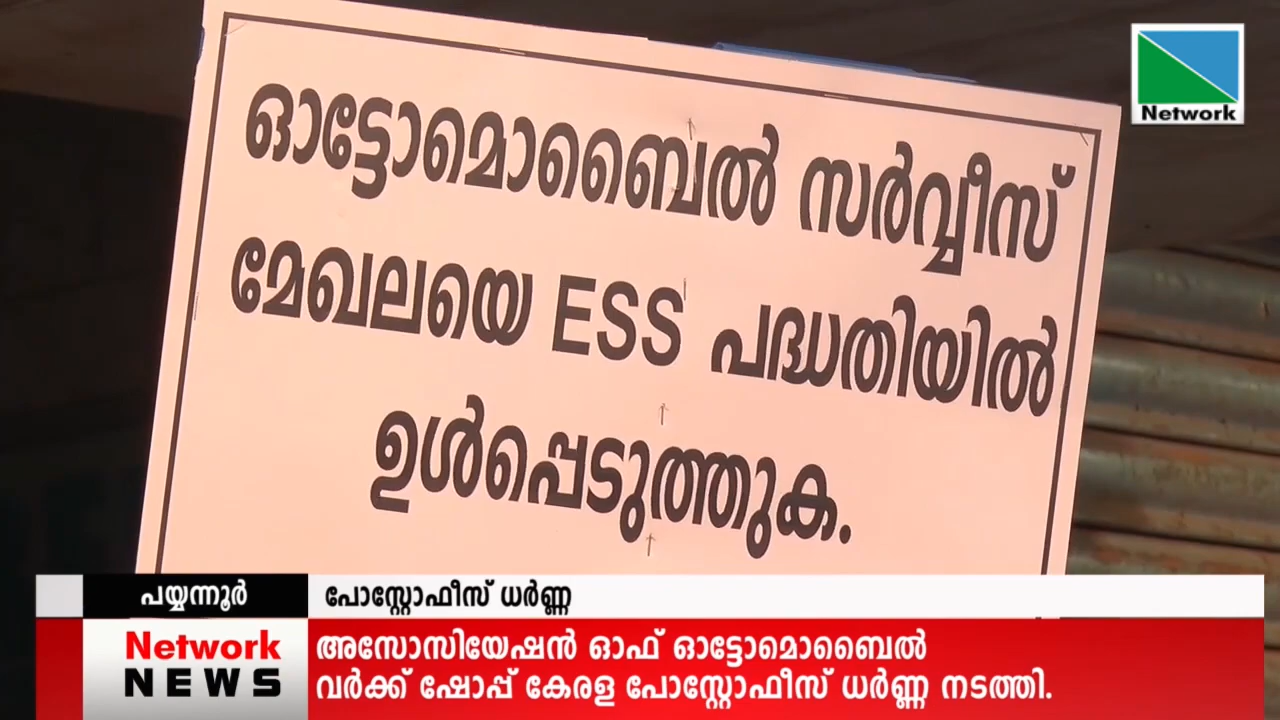 Network
ഓട്ടോമൊബൈൽ സർവ്വീസ്
മേഖലയെ ESS പദ്ധതിയിൽ
ഉൾപ്പെടുത്തുക.
പയ്യന്നൂർ
പോസ്റ്റോഫീസ് ധർണ്ണ
Network
NEWS
അസോസിയേഷൻ ഓഫ് ഓട്ടോമൊബൈൽ
വർക്ക് ഷോപ്പ് കേരള പോസ്റ്റോഫീസ് ധർണ്ണ നടത്തി.